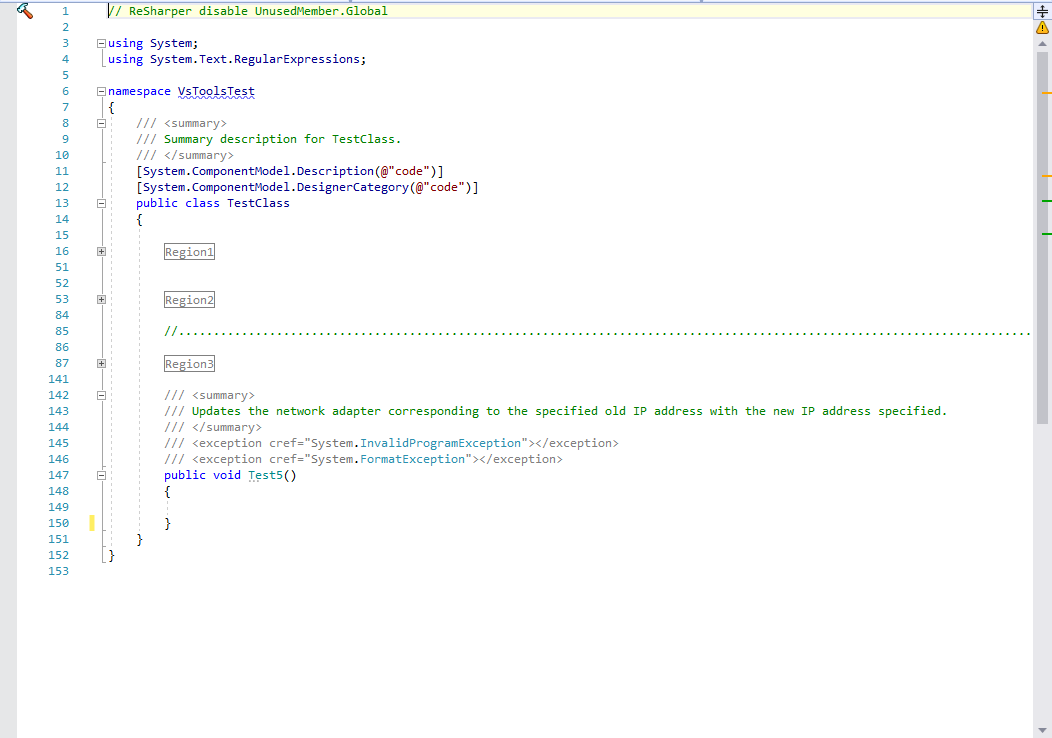 1 // ReSharper disable UnusedMember.Global
2
3 using System;
4 using System.Text.RegularExpressions;
5
6 namespace VsToolsTest
7 {
8 /// <summary>
9 /// Summary description for TestClass.
10 /// </summary>
11 [System.ComponentModel.Description(@"code")]
12 [System.ComponentModel.DesignerCategory(@"code")]
13 public class TestClass
14 {
15
16 Region1
51
52
53 Region2
84
85 //..........................................................................................................................
86
87 Region3
141
142 /// <summary>
143 /// Updates the network adapter corresponding to the specified old IP address with the new IP address specified.
144 /// </summary>
145 /// <exception cref="System.InvalidProgramException"></exception>
146 /// <exception cref="System.FormatException"></exception>
147 public void Test5()
148 {
149
150 }
151 }
152 }
153